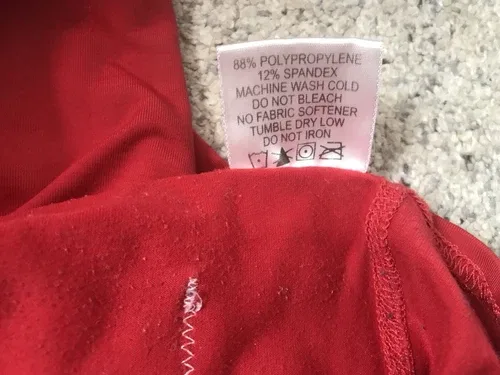 88% POLYPROPYLENE
12% SPANDEX
MACHINE WASH COLD
DO NOT BLEACH
NO FABRIC SOFTENER
TUMBLE DRY LOW
DO NOT IRON